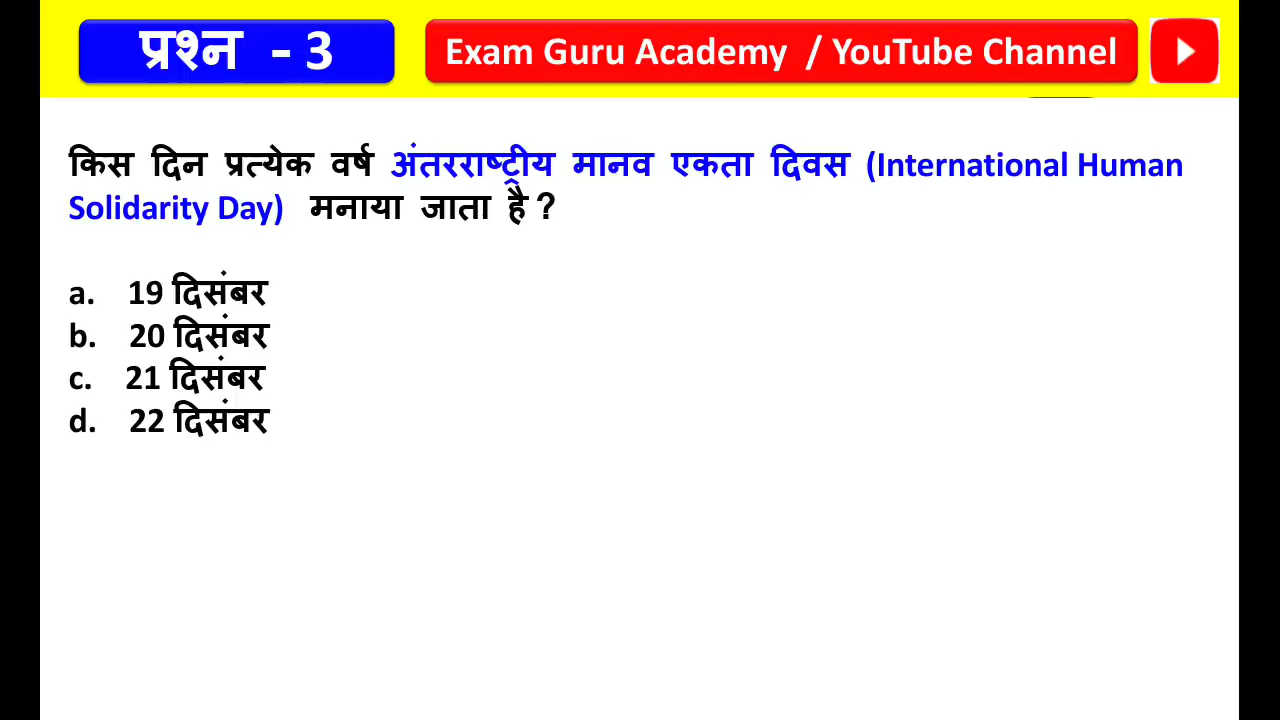 प्रश्न - 3
Exam Guru Academy / YouTube Channel
किस दिन प्रत्येक वर्ष अंतरराष्ट्रीय मानव एकता दिवस (International Human
Solidarity Day) मनाया जाता है ?
a. 19 दिसंबर
b. 20 दिसंबर
c. 21 दिसंबर
d. 22 दिसंबर